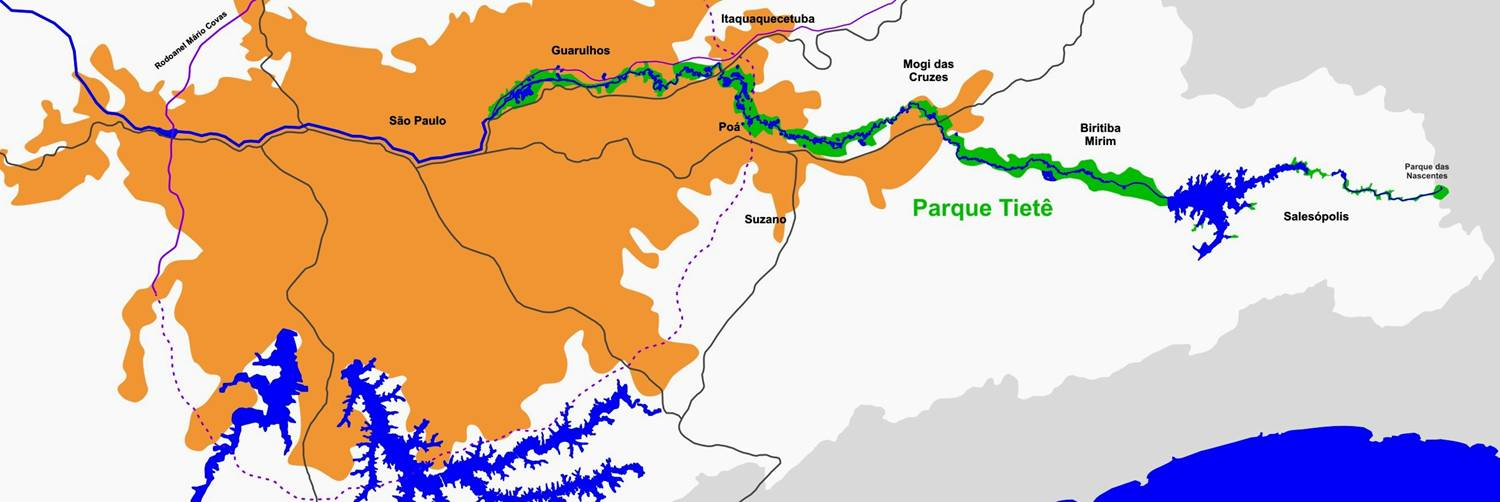 Rodoanel Mário Covas
Itaquaquecetuba
Guarulhos
Mogi das
Cruzes
São Paulo
Poá
Biritiba
Mirim
Parque das
Nascentes
Parque Tietê
Suzano
Salesópolis